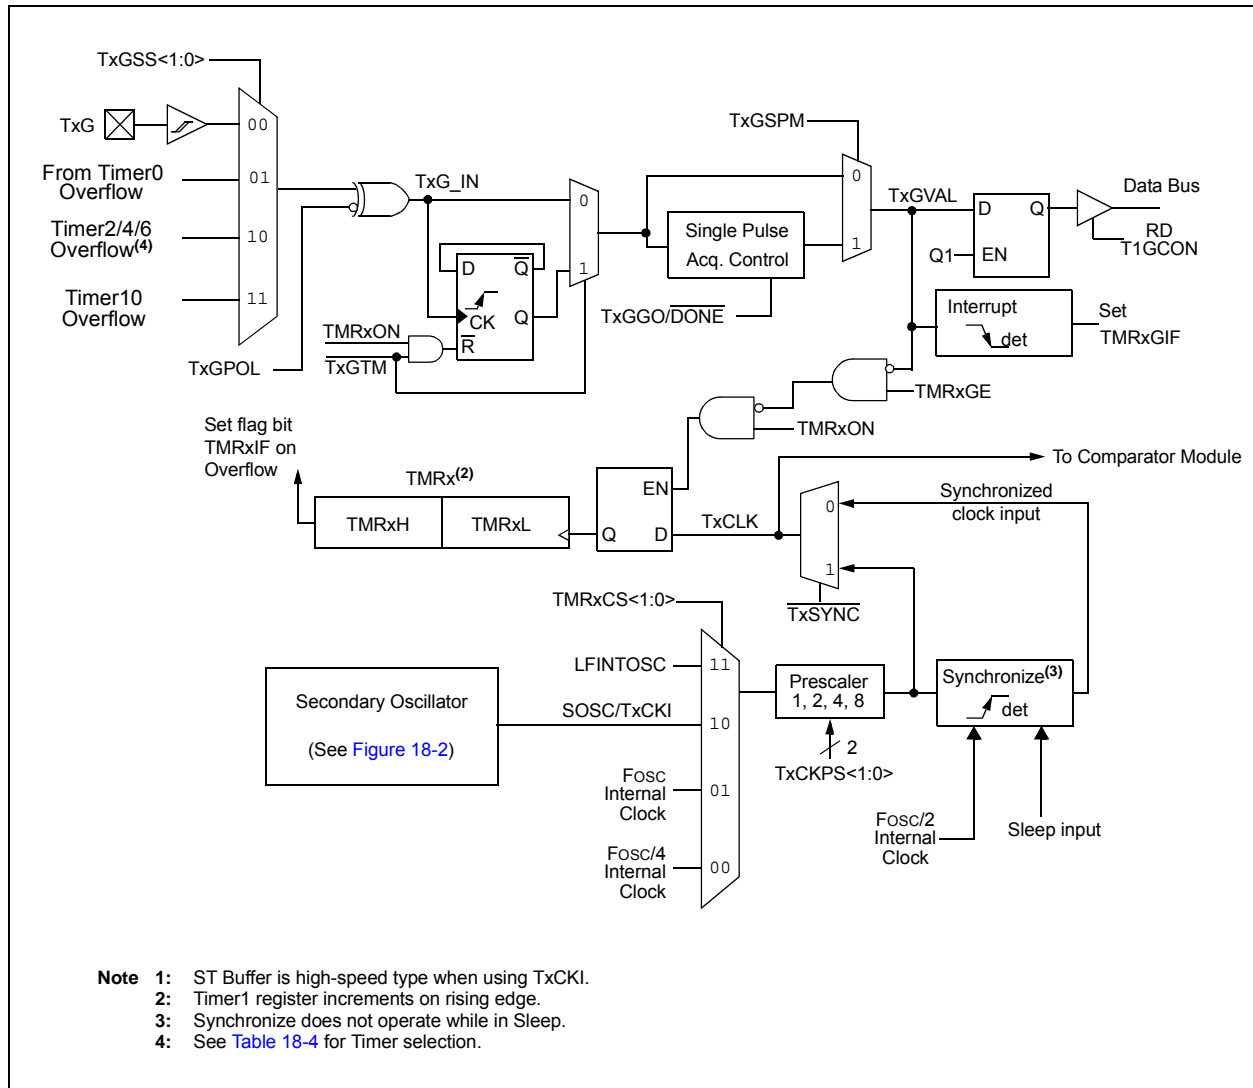 TxGSS<1:0>
TxG
00
From Timer0
Overflow
01
Timer2/4/6
Overflow(4)
10
Timer10
Overflow
11
TxGPOL
TxG_IN
D
Q
CK
Q
R
TMRxON
TxGTM
0
1
TxGSPM
Single Pulse
Acq. Control
TxGGO/DONE
0
1
TxGVAL
D
Q
Q1
EN
Data Bus
RD
T1GCON
Interrupt
det
Set
TMRxGIF
TMRxGE
TMRxON
Set flag bit
TMRxIF on
Overflow
TMRx(2)
TMRxH
TMRxL
EN
Q
D
TxCLK
To Comparator Module
0
1
Synchronized
clock input
TxSYNC
TMRxCS<1:0>
LFINTOSC
11
Secondary Oscillator
(See Figure 18-2)
SOSC/TxCKI
10
FOSC
Internal
Clock
01
FOSC/4
Internal
Clock
00
Prescaler
1, 2, 4, 8
2
TxCKPS<1:0>
Synchronize(3)
det
FOSC/2
Internal
Clock
Sleep input
Note 1: ST Buffer is high-speed type when using TxCKI.
2: Timer1 register increments on rising edge.
3: Synchronize does not operate while in Sleep.
4: See Table 18-4 for Timer selection.